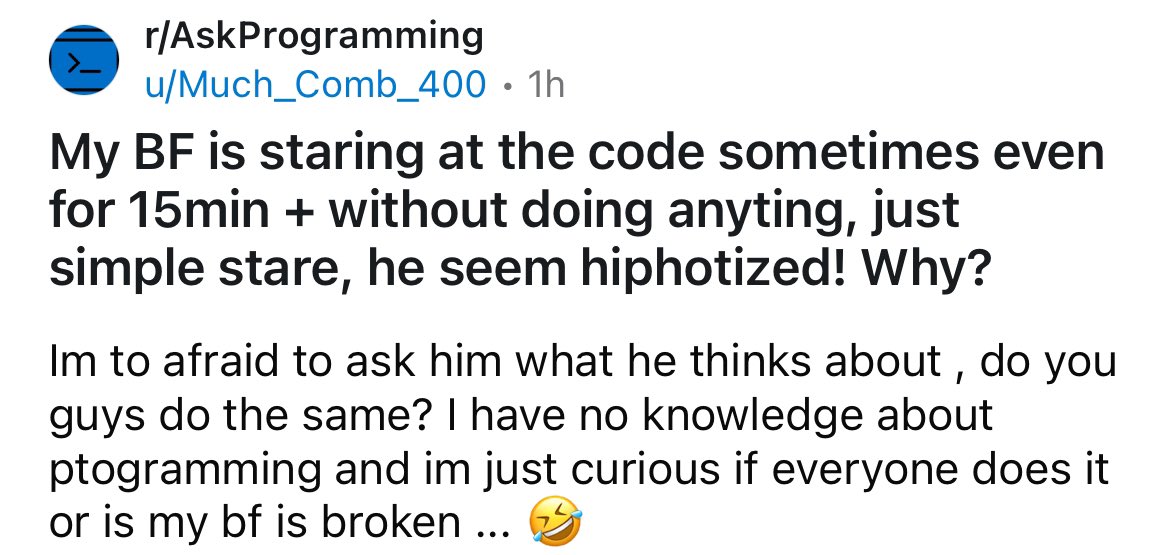 r/AskProgramming
u/Much_Comb_400 • 1h
My BF is staring at the code sometimes even
for 15min + without doing anyting, just
simple stare, he seem hiphotized! Why?
Im to afraid to ask him what he thinks about , do you
guys do the same? I have no knowledge about
ptogramming and im just curious if everyone does it
or is my bf is broken ... 🤣